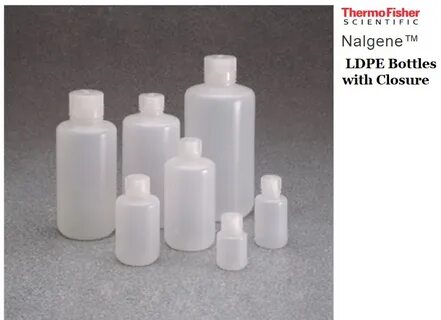 ThermoFisher
SCIENTIFIC
Nalgene™
LDPE Bottles
with Closure